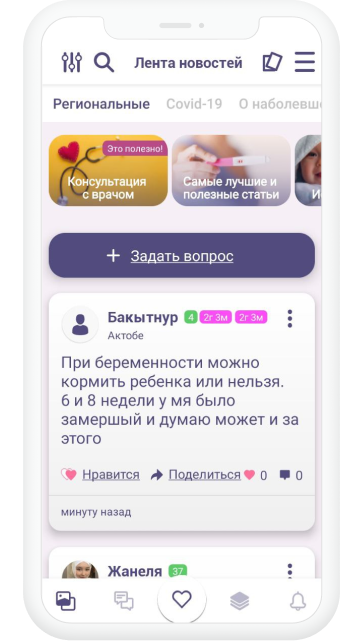 Лента новостей
Региональные Covid-19 О наболевш
Это полезно!
Консультация
с врачом
Самые лучшие и
полезные статьи
И
+ Задать вопрос
Бакытнур 4 2г 3м 2г 3м
Актобе
При беременности можно
кормить ребенка или нельзя.
6 и 8 недели у мя было
замерший и думаю может и за
этого
Нравится Поделиться 0 0
минуту назад
Жанеля 37